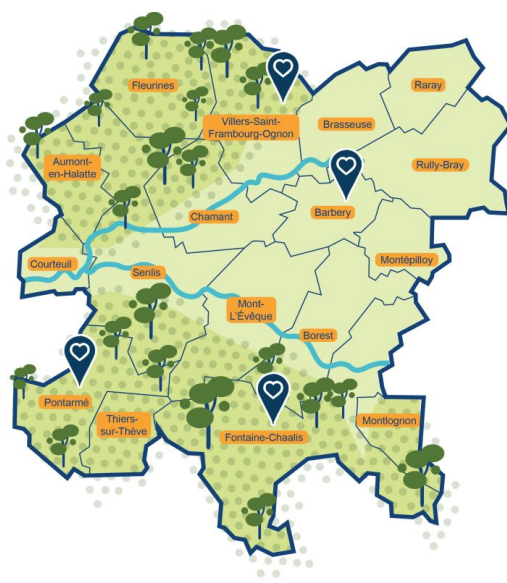 Fleurines
Raray
Villers-Saint-
Frambourg-Ognon
Brasseuse
Aumont-
en-Halatte
Rully-Bray
Chamant
Barbery
Courteuil
Senlis
Montépilloy
Mont-
L'Évêque
Borest
Pontarmé
Thiers-
sur-Thève
Fontaine-Chaalis
Montlognon